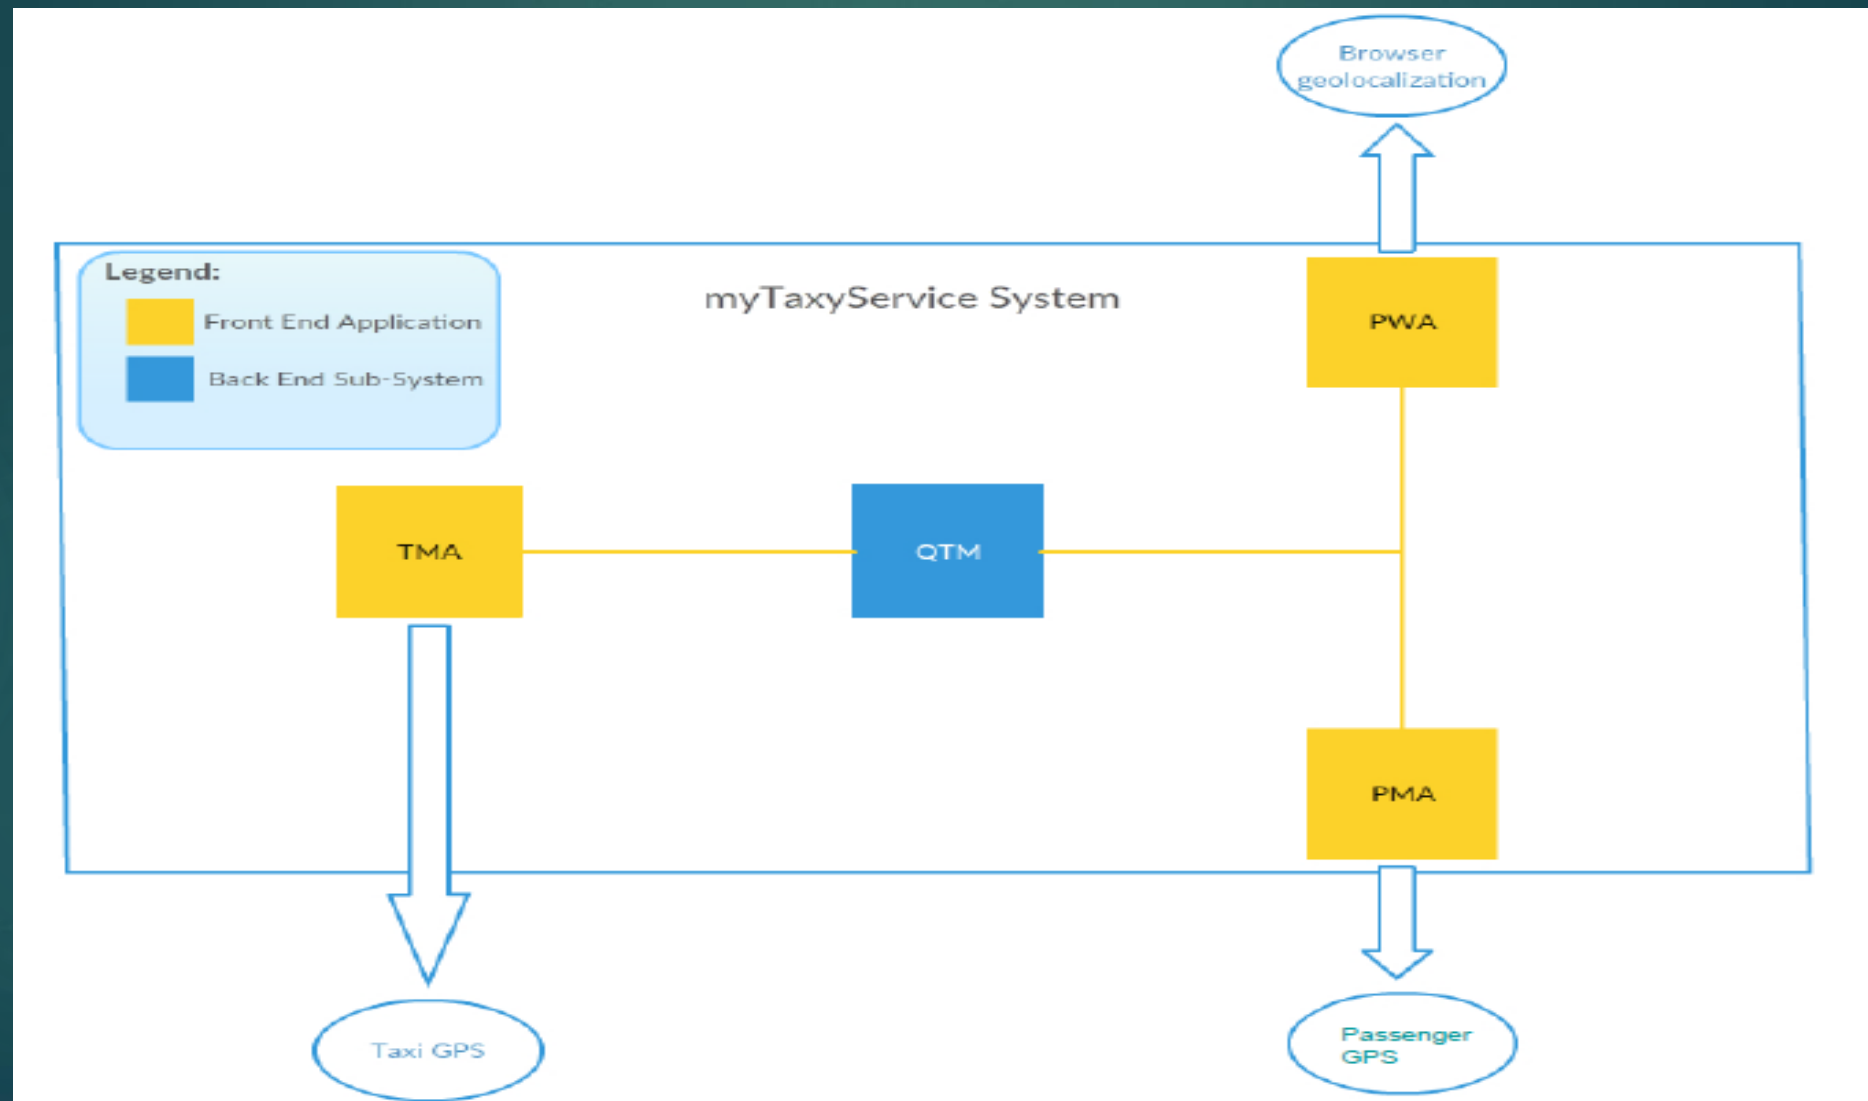 Browser
geolocalization
Legend:
Front End Application
Back End Sub-System
myTaxyService System
PWA
TMA
QTM
PMA
Taxi GPS
Passenger
GPS